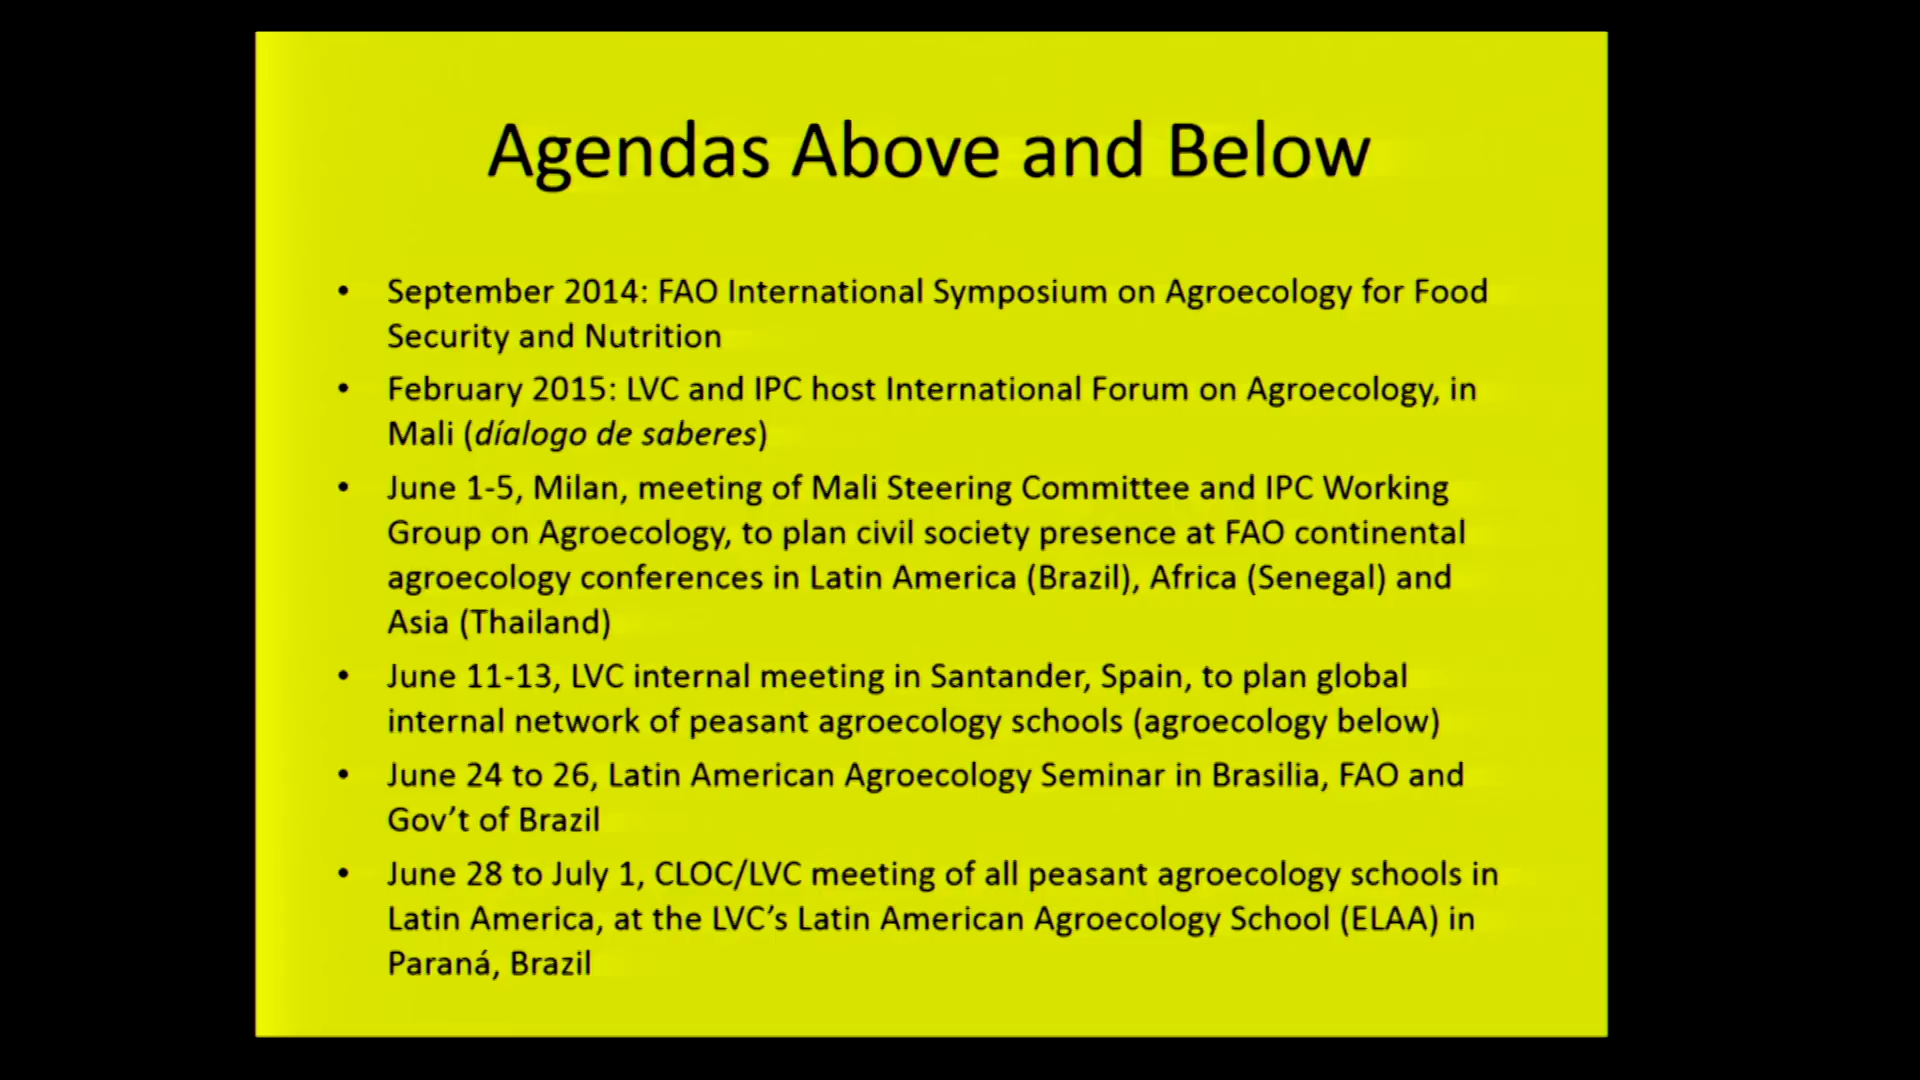 Agendas Above and Below
• September 2014: FAO International Symposium on Agroecology for Food
Security and Nutrition
• February 2015: LVC and IPC host International Forum on Agroecology, in
Mali (díalogo de saberes)
• June 1-5, Milan, meeting of Mali Steering Committee and IPC Working
Group on Agroecology, to plan civil society presence at FAO continental
agroecology conferences in Latin America (Brazil), Africa (Senegal) and
Asia (Thailand)
• June 11-13, LVC internal meeting in Santander, Spain, to plan global
internal network of peasant agroecology schools (agroecology below)
• June 24 to 26, Latin American Agroecology Seminar in Brasilia, FAO and
Gov’t of Brazil
• June 28 to July 1, CLOC/LVC meeting of all peasant agroecology schools in
Latin America, at the LVC’s Latin American Agroecology School (ELAA) in
Paraná, Brazil